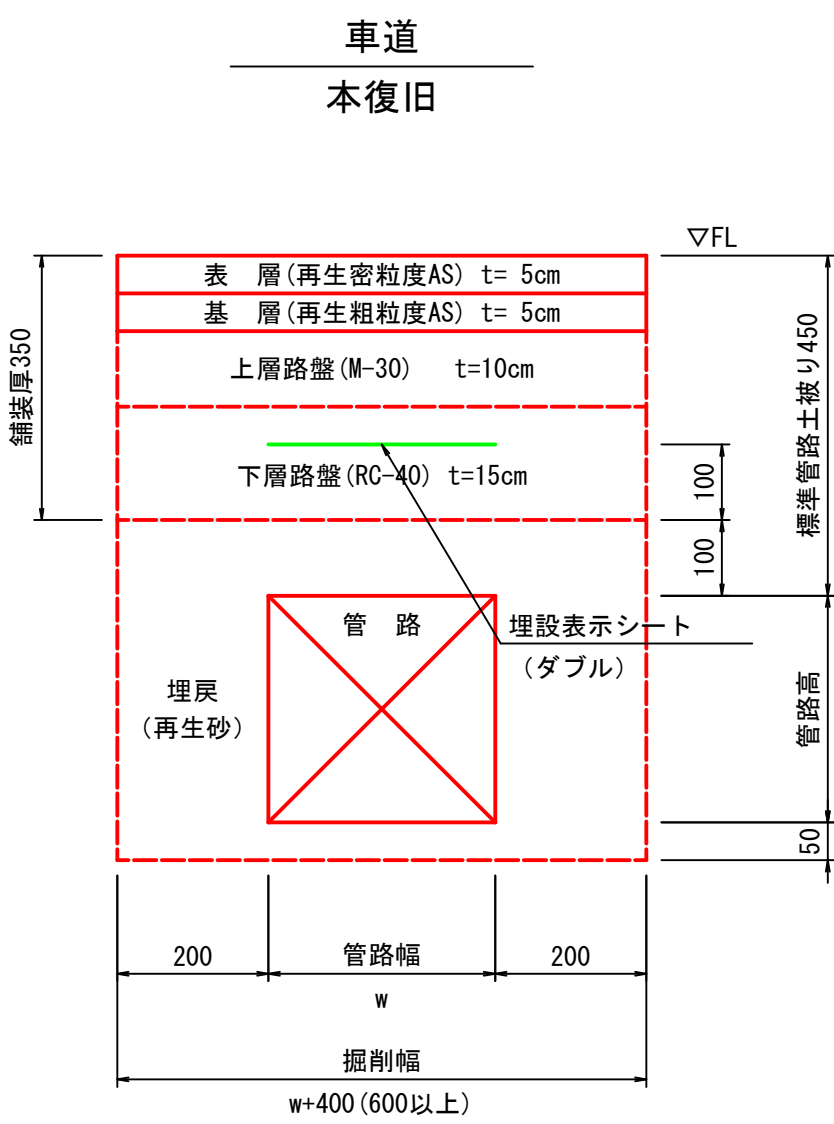 車道
本復旧
▽FL
表　層(再生密粒度AS) t= 5cm
基　層(再生粗粒度AS) t= 5cm
上層路盤(M-30)　t=10cm
下層路盤(RC-40) t=15cm
舗装厚350
標準管路土被り450
100
100
管　路
埋設表示シート
(ダブル)
埋戻
(再生砂)
管路高
50
200
管路幅
200
w
掘削幅
w+400(600以上)